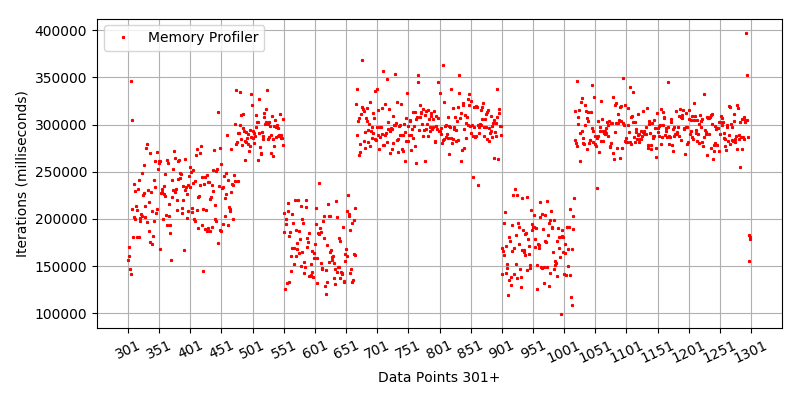 Memory Profiler
400000
350000
300000
250000
200000
150000
100000
Iterations (milliseconds)
301 351 401 451 501 551 601 651 701 751 801 851 901 951 1001 1051 1101 1151 1201 1251 1301
Data Points 301+